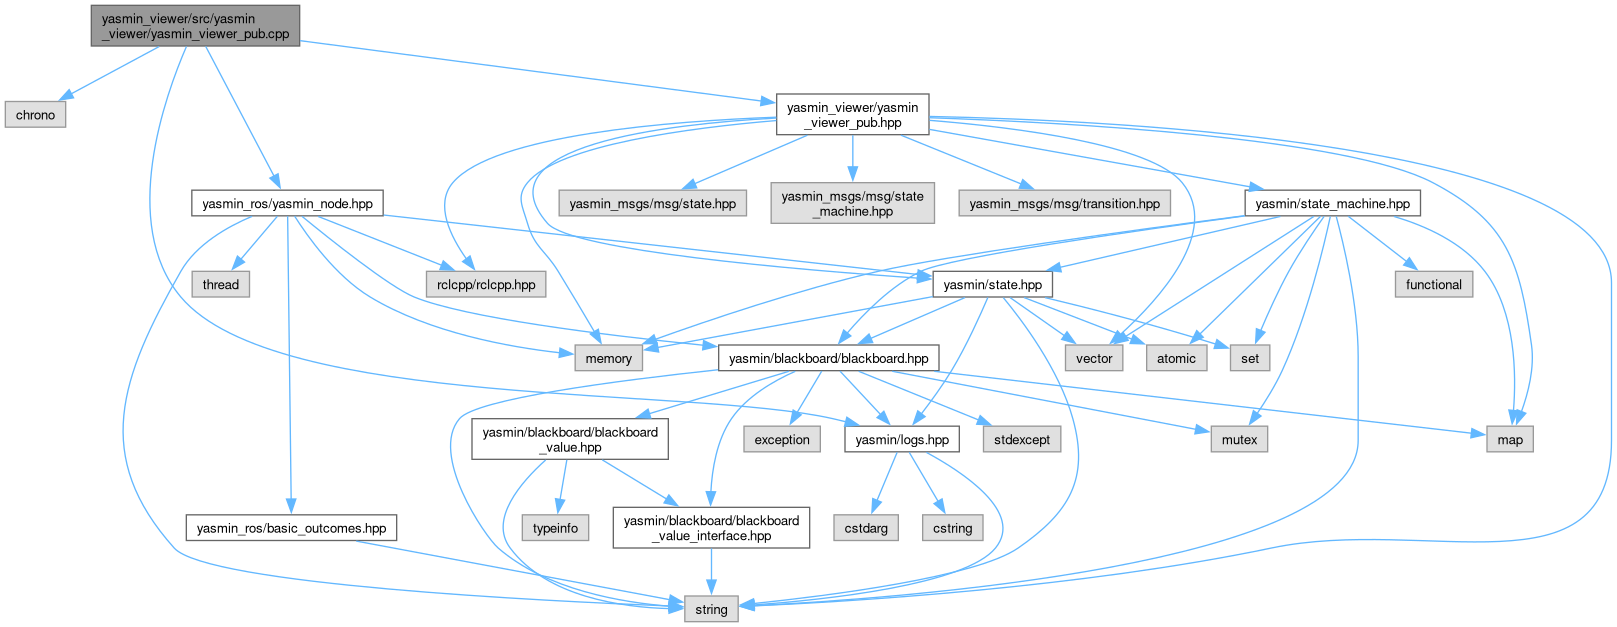 yasmin_viewer/src/yasmin
_viewer/yasmin_viewer_pub.cpp
yasmin_viewer/yasmin
_viewer_pub.hpp
chrono
yasmin_ros/yasmin_node.hpp
yasmin_msgs/msg/state.hpp
yasmin_msgs/msg/state
_machine.hpp
yasmin_msgs/msg/transition.hpp
yasmin/state_machine.hpp
thread
rclcpp/rclcpp.hpp
yasmin/state.hpp
functional
memory
yasmin/blackboard/blackboard.hpp
vector
atomic
set
yasmin/blackboard/blackboard
_value.hpp
exception
yasmin/logs.hpp
stdexcept
mutex
map
yasmin_ros/basic_outcomes.hpp
typeinfo
yasmin/blackboard/blackboard
_value_interface.hpp
cstdarg
cstring
string